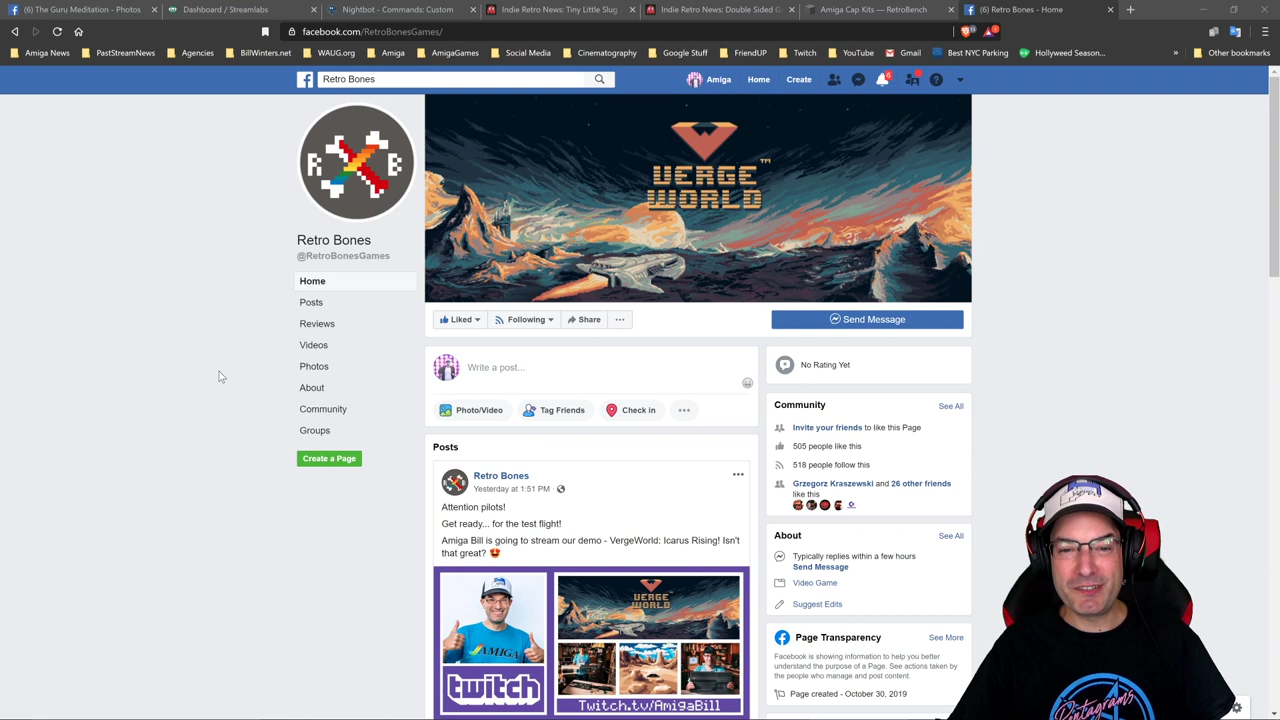 (6) The Guru Meditation - Photos
Dashboard / Streamlabs
Nightbot - Commands: Custom
Indie Retro News: Tiny Little Slug
Indie Retro News: Double Sided G
Amiga Cap Kits — RetroBench
(6) Retro Bones - Home
facebook.com/RetroBonesGames/
Amiga News
PastStreamNews
Agencies
BillWinters.net
WAUG.org
Amiga
AmigaGames
Social Media
Cinematography
Google Stuff
FriendUP
Twitch
YouTube
Gmail
Best NYC Parking
Hollyweed Season...
»
Other bookmarks
Retro Bones
Amiga
Home
Create
6
R B
VERGE™
WORLD
Retro Bones
@RetroBonesGames
Home
Posts
Reviews
Videos
Photos
About
Community
Groups
Create a Page
Liked
Following
Share
...
Send Message
Write a post...
Photo/Video
Tag Friends
Check in
...
Posts
Retro Bones
Yesterday at 1:51 PM ·
Attention pilots!
Get ready... for the test flight!
Amiga Bill is going to stream our demo - VergeWorld: Icarus Rising! Isn't
that great? 😍
AMIGA
twitch
VERGE
WORLD
Twitch.tv/AmigaBill
No Rating Yet
Community
See All
Invite your friends to like this Page
505 people like this
518 people follow this
Grzegorz Kraszewski and 26 other friends
like this
About
See All
Typically replies within a few hours
Send Message
Video Game
Suggest Edits
Page Transparency
See More
Facebook is showing information to help you better
understand the purpose of a Page. See actions taken by
the people who manage and post content.
Page created - October 30, 2019